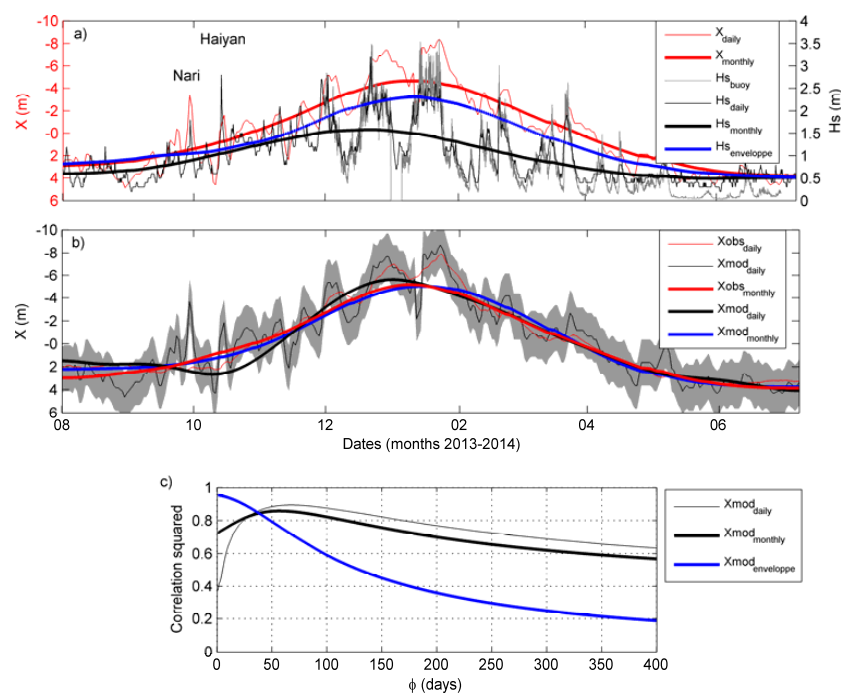 a)
Haiyan
Nari
X (m)
-10
-8
-6
-4
-2
-0
2
4
6
Xdaily
Xmonthly
Hsbuoy
Hsdaily
Hsmonthly
Hsenveloppe
4
3.5
3
2.5
2
1.5
1
0.5
0
Hs (m)
b)
X (m)
-10
-8
-6
-4
-2
-0
2
4
6
Xobsdaily
Xmoddaily
Xobsmonthly
Xmoddaily
Xmodmonthly
08 10 12 02 04 06
Dates (months 2013-2014)
c)
Correlation squared
1
0.8
0.6
0.4
0.2
0
0 50 100 150 200 250 300 350 400
ϕ (days)
Xmoddaily
Xmodmonthly
Xmodenveloppe